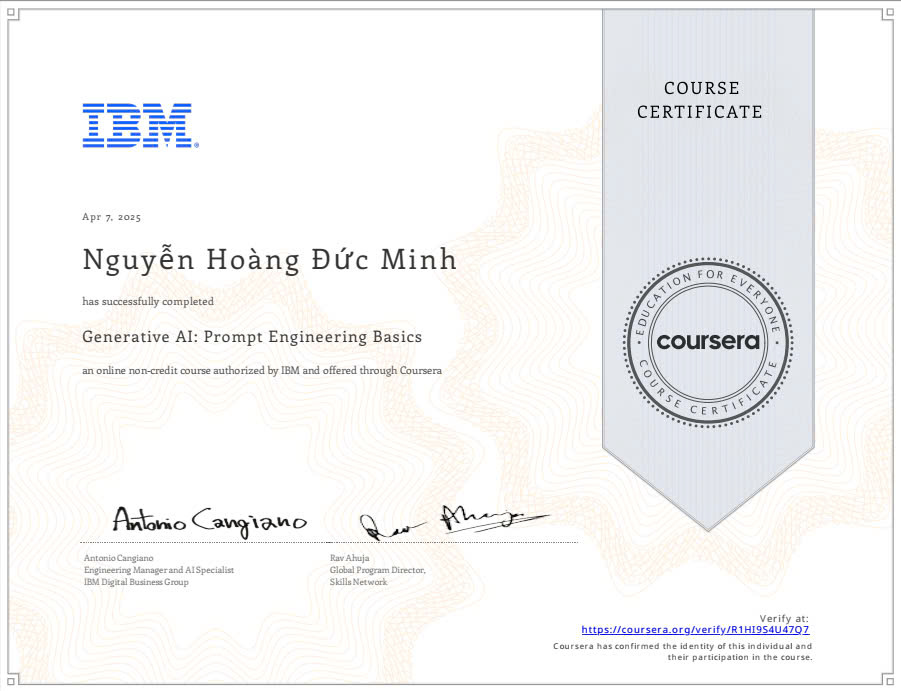 COURSE
CERTIFICATE
IBM®
Apr 7, 2025
Nguyễn Hoàng Đức Minh
has successfully completed
Generative AI: Prompt Engineering Basics
an online non-credit course authorized by IBM and offered through Coursera
EDUCATION FOR EVERYONE
coursera
COURSE CERTIFICATE
Antonio Cangiano
Rav Ahuja
Antonio Cangiano
Engineering Manager and AI Specialist
IBM Digital Business Group
Rav Ahuja
Global Program Director,
Skills Network
Verify at:
https://coursera.org/verify/R1HI9S4U47Q7
Coursera has confirmed the identity of this individual and
their participation in the course.